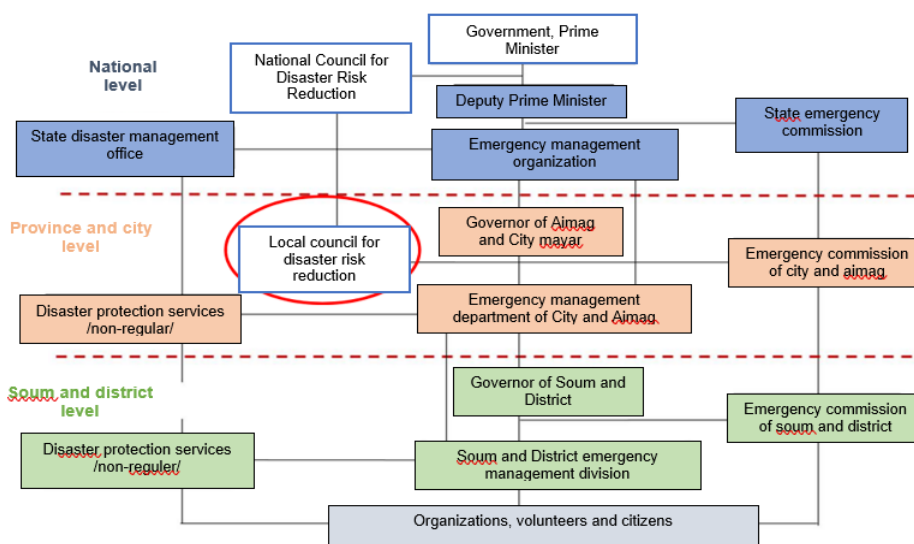 Government, Prime
Minister
National Council for
Disaster Risk
Reduction
National
level
Deputy Prime Minister
State emergency
commission
State disaster management
office
Emergency management
organization
Province and city
level
Governor of Aimag
and City mayar
Local council for
disaster risk
reduction
Emergency commission
of city and aimag
Disaster protection services
/non-regular/
Emergency management
department of City and Aimag
Soum and district
level
Governor of Soum and
District
Emergency commission
of soum and district
Disaster protection services
/non-reguler/
Soum and District emergency
management division
Organizations, volunteers and citizens